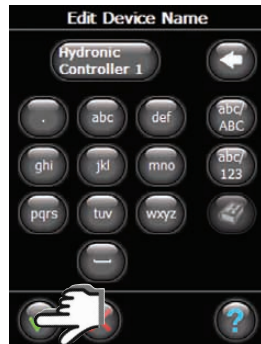 Edit Device Name
Hydronic
Controller 1
. abc def abc/
ABC
ghi jkl mno abc/
123
pqrs tuv wxyz
?